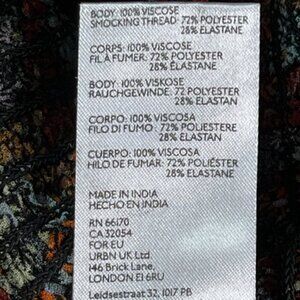 BODY: 100% VISCOSE
SMOCKING THREAD: 72% POLYESTER
28% ELASTANE
CORPS: 100% VISCOSE
FIL À FUMER: 72% POLYESTER
28% ÉLASTANE
BODY: 100% VISKOSE
RAUCHGEWINDE: 72% POLYESTER
28% ELASTAN
CORPO: 100% VISCOSA
FILO DI FUMO: 72% POLIESTERE
28% ELASTAN
CUERPO: 100% VISCOSA
HILO DE FUMAR: 72% POLIÉSTER
28% ELASTANE
MADE IN INDIA
HECHO EN INDIA
RN 66170
CA 32054
FOR EU
URBN UK Ltd.
146 Brick Lane,
LONDON E1 6RU
Leidsestraat 32, 1017 PB